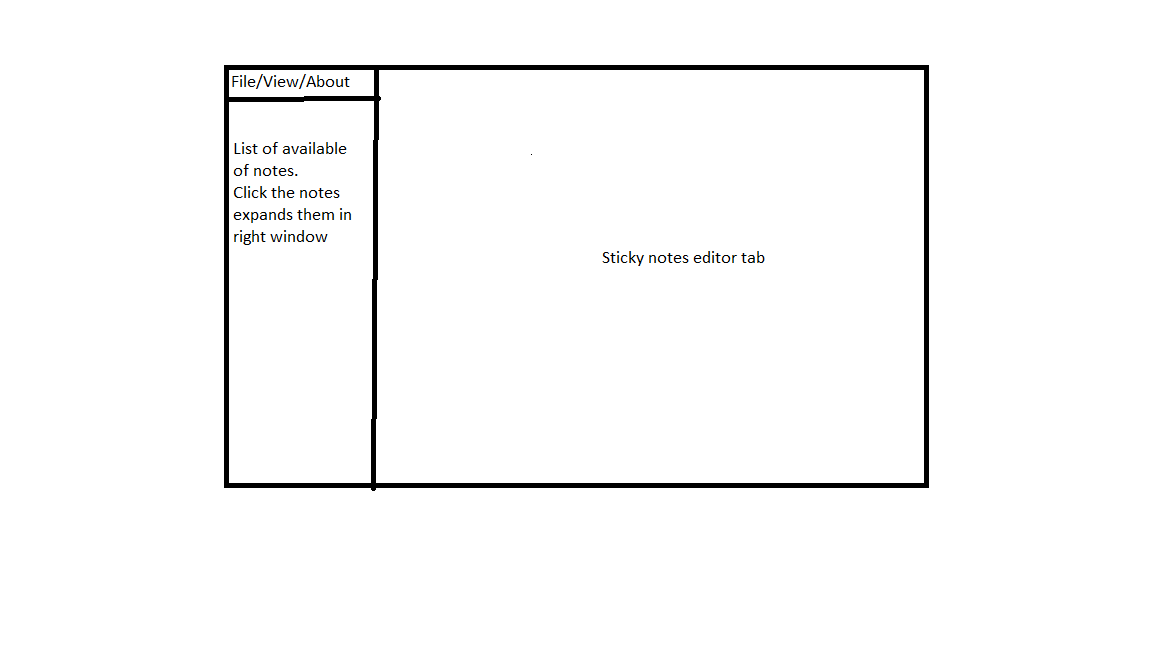 File/View/About
List of available
of notes.
Click the notes
expands them in
right window
Sticky notes editor tab